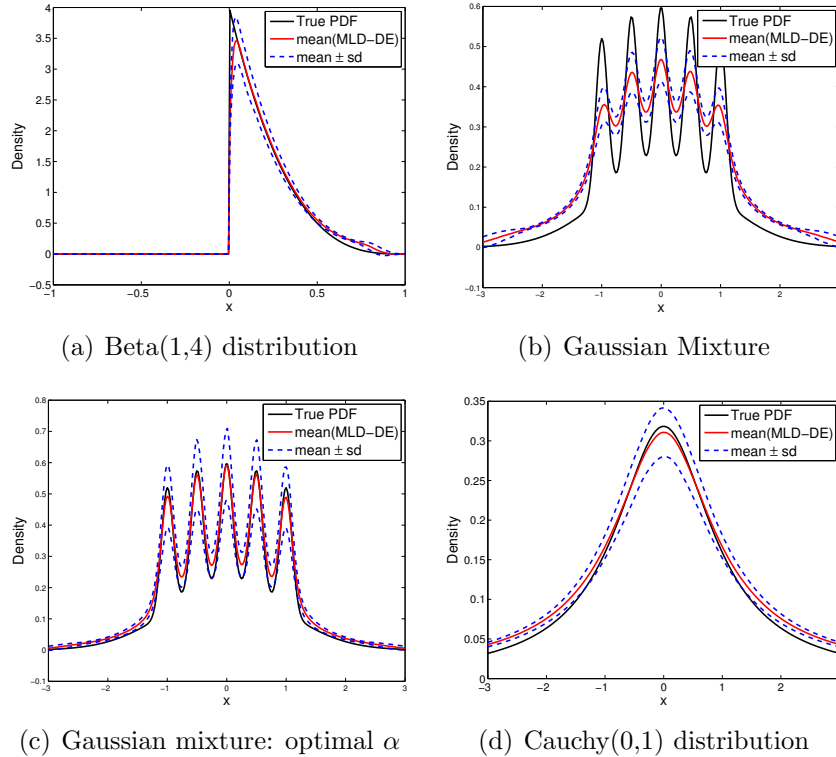 True PDF
mean(MLD−DE)
mean ± sd
4
3.5
3
2.5
2
1.5
1
0.5
0
−0.5
−1
−0.5
0
0.5
1
Density
x
(a) Beta(1,4) distribution
True PDF
mean(MLD−DE)
mean ± sd
0.6
0.5
0.4
0.3
0.2
0.1
0
−0.1
−3
−2
−1
0
1
2
3
Density
x
(b) Gaussian Mixture
True PDF
mean(MLD−DE)
mean ± sd
0.8
0.7
0.6
0.5
0.4
0.3
0.2
0.1
0
−0.1
−3
−2
−1
0
1
2
3
Density
x
(c) Gaussian mixture: optimal α
True PDF
mean(MLD−DE)
mean ± sd
0.35
0.3
0.25
0.2
0.15
0.1
0.05
0
−3
−2
−1
0
1
2
3
Density
x
(d) Cauchy(0,1) distribution